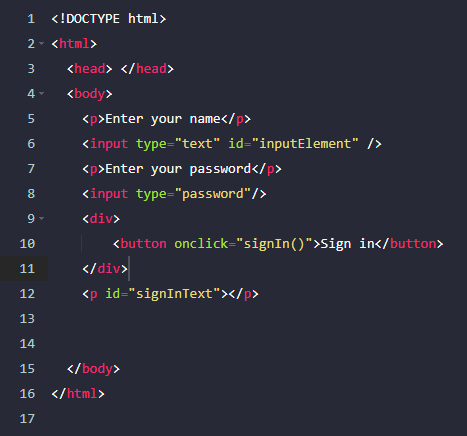 1 <!DOCTYPE html>
2 <html>
3   <head> </head>
4   <body>
5     <p>Enter your name</p>
6     <input type="text" id="inputElement" />
7     <p>Enter your password</p>
8     <input type="password"/>
9     <div>
10         <button onclick="signIn()">Sign in</button>
11     </div>
12     <p id="signInText"></p>
13
14
15   </body>
16 </html>
17